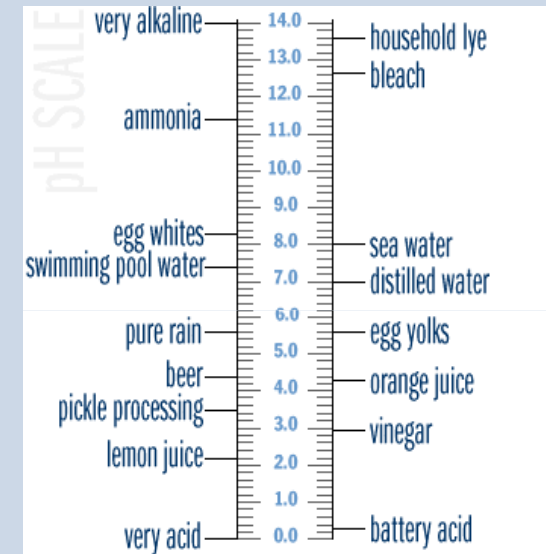 pH SCALE
very alkaline
ammonia
egg whites
swimming pool water
pure rain
beer
pickle processing
lemon juice
very acid
14.0
13.0
12.0
11.0
10.0
9.0
8.0
7.0
6.0
5.0
4.0
3.0
2.0
1.0
0.0
household lye
bleach
sea water
distilled water
egg yolks
orange juice
vinegar
battery acid